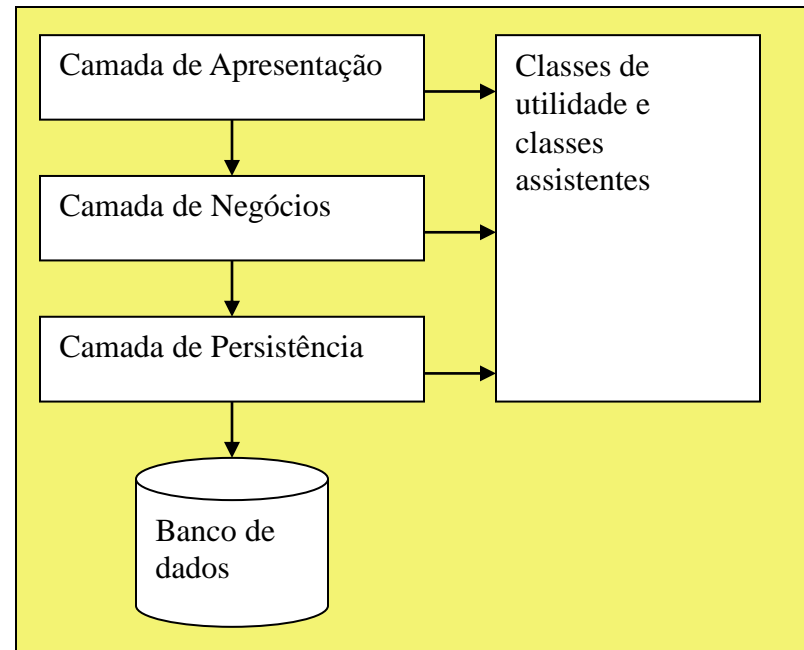 Camada de Apresentação
Classes de
utilidade e
classes
assistentes
Camada de Negócios
Camada de Persistência
Banco de
dados